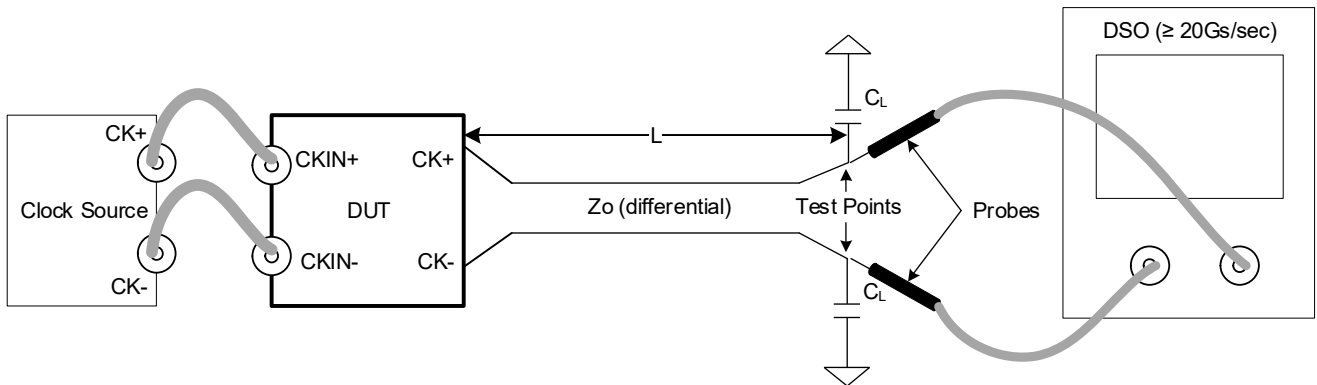 DSO (≥ 20Gs/sec)
CL
CK+
L
CKIN+
CK+
Clock Source
DUT
Zo (differential)
Test Points
Probes
CKIN-
CK-
CK-
CL